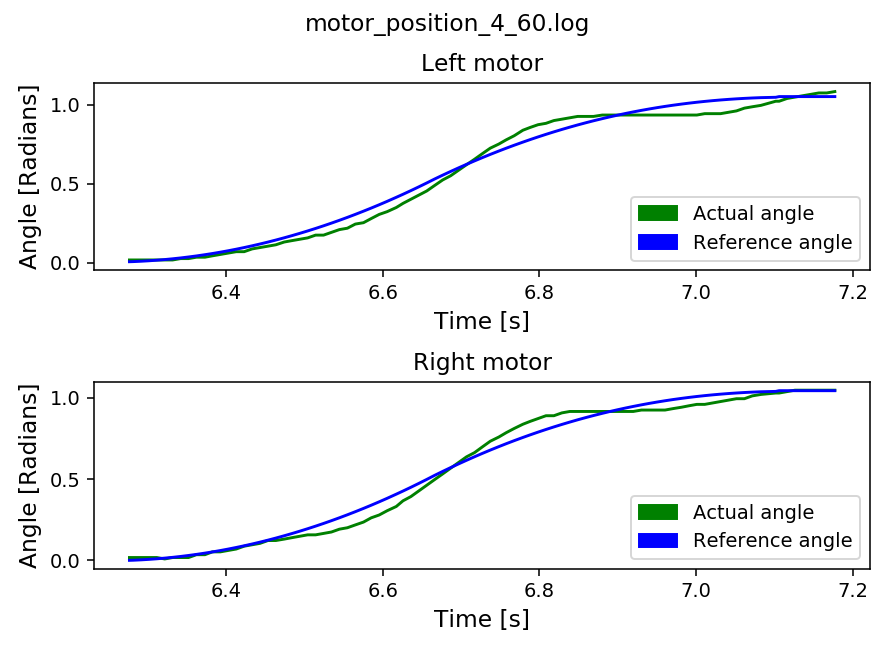 motor_position_4_60.log
Left motor
Angle [Radians]
1.0
0.5
0.0
Actual angle
Reference angle
6.4 6.6 6.8 7.0 7.2
Time [s]
Right motor
Angle [Radians]
1.0
0.5
0.0
Actual angle
Reference angle
6.4 6.6 6.8 7.0 7.2
Time [s]